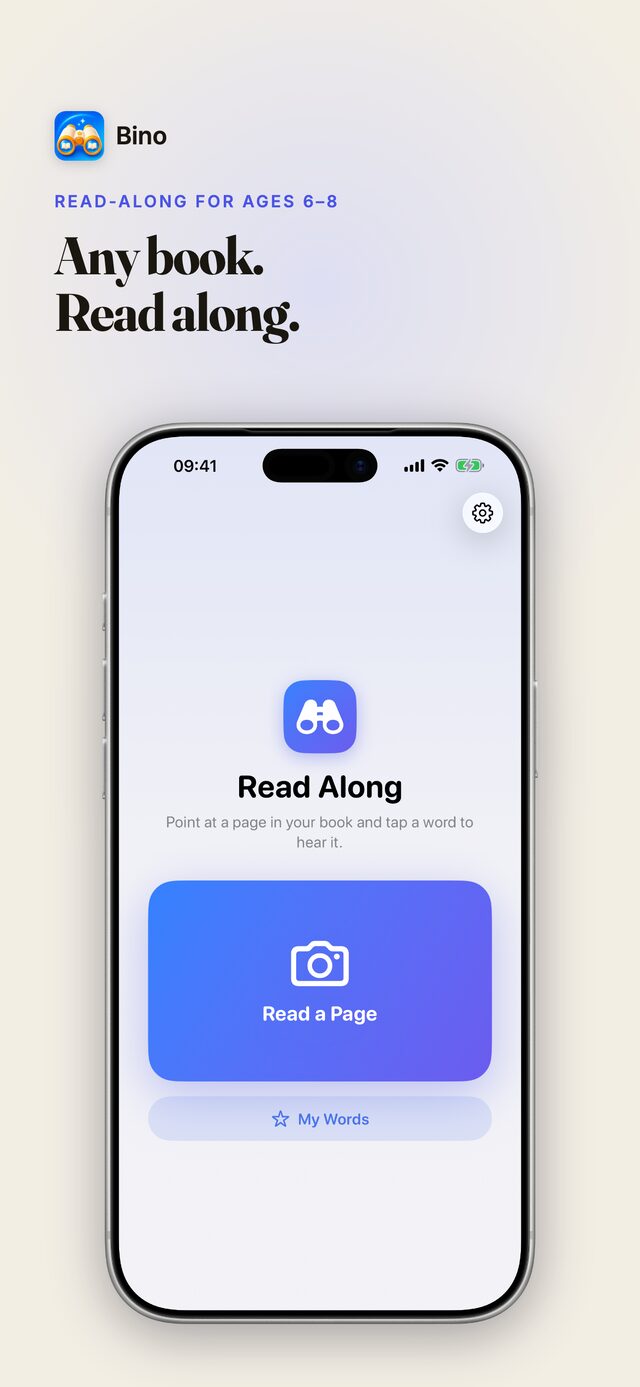 Bino
READ-ALONG FOR AGES 6–8
Any book.
Read along.
09:41
Read Along
Point at a page in your book and tap a word to
hear it.
Read a Page
My Words